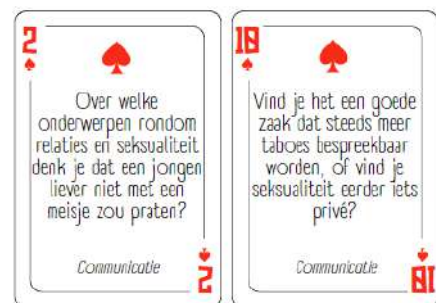 2
Over welke
onderwerpen rondom
relaties en seksualiteit
denk je dat een jongen
liever niet met een
meisje zou praten?
Communicatie
2
10
Vind je het een goede
zaak dat steeds meer
taboes bespreekbaar
worden, of vind je
seksualiteit eerder iets
privé?
Communicatie
10